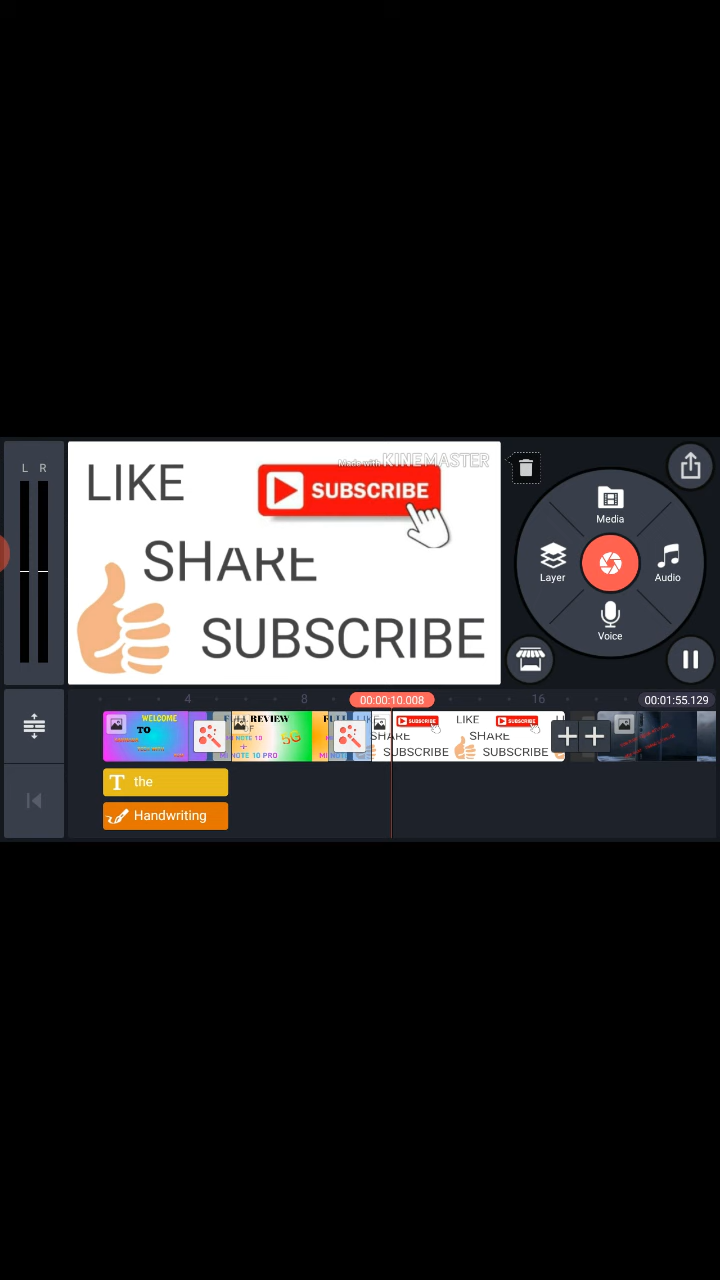 L R
Made with KINEMASTER
LIKE
SUBSCRIBE
SHARE
SUBSCRIBE
Media
Layer
Audio
Voice
4
8
00:00:10.008
16
00:01:55.129
WELCOME
TO
REVIEW
5G
MI NOTE 10 PRO
SUBSCRIBE
LIKE
SUBSCRIBE
SHARE
SHARE
SUBSCRIBE
SUBSCRIBE
T the
Handwriting